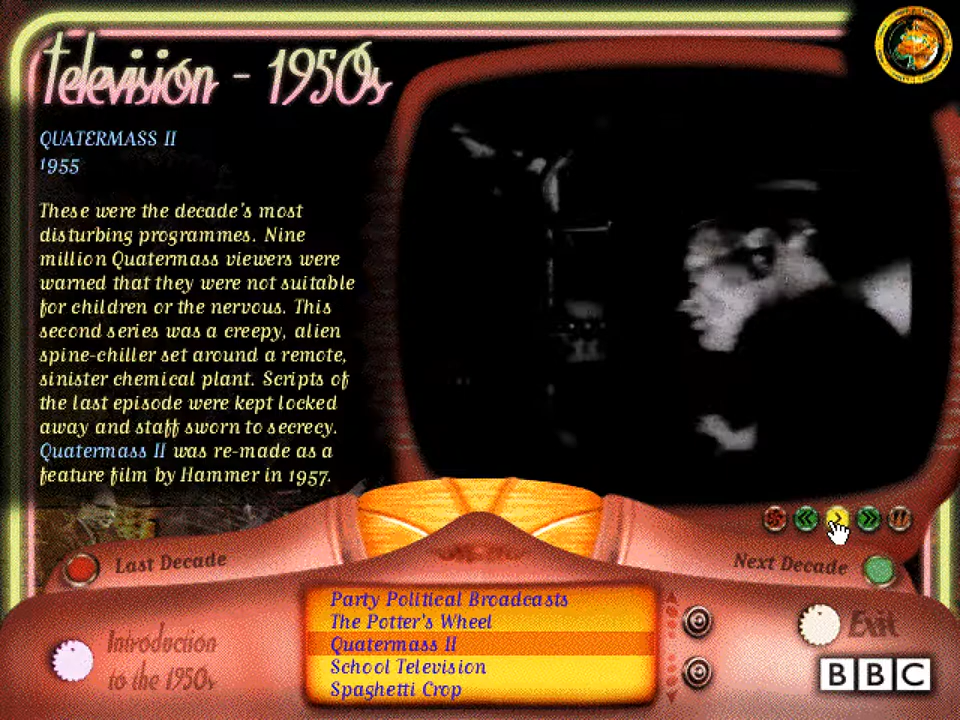 Television - 1950s
QUATERMASS II
1955
These were the decade's most
disturbing programmes. Nine
million Quatermass viewers were
warned that they were not suitable
for children or the nervous. This
second series was a creepy, alien
spine-chiller set around a remote,
sinister chemical plant. Scripts of
the last episode were kept locked
away and staff sworn to secrecy.
Quatermass II was re-made as a
feature film by Hammer in 1957.
Last Decade
Next Decade
Party Political Broadcasts
The Potter's Wheel
Quatermass II
School Television
Spaghetti Crop
Introduction
to the 1950s
Exit
BBC